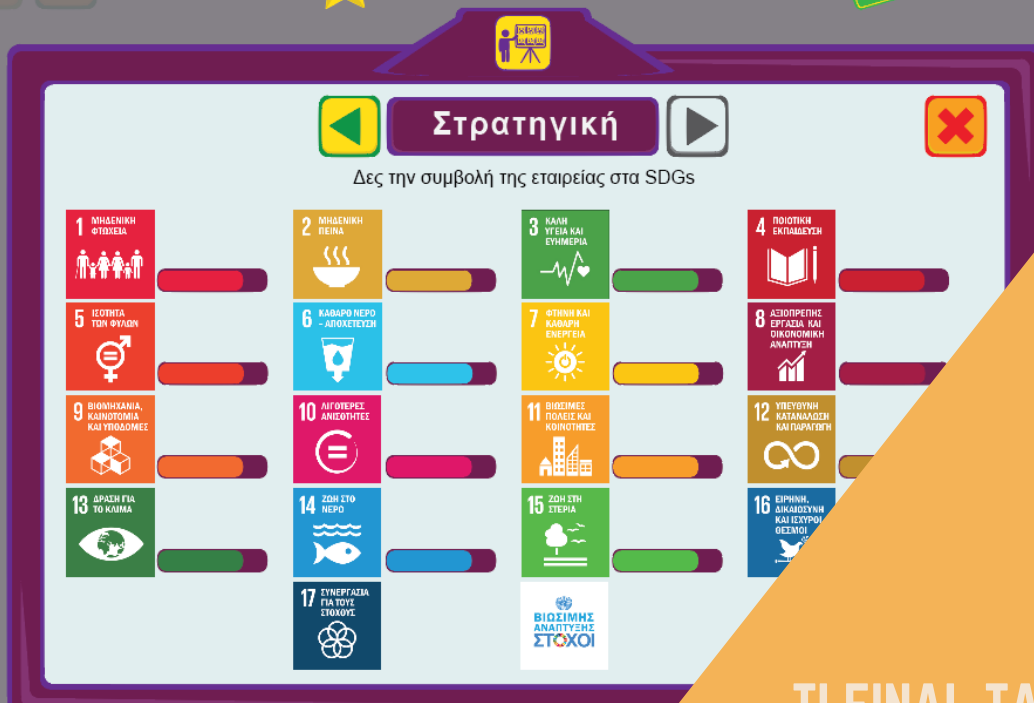 Στρατηγική
Δες την συμβολή της εταιρείας στα SDGs
1 ΜΗΔΕΝΙΚΗ
ΦΤΩΧΕΙΑ
2 ΜΗΔΕΝΙΚΗ
ΠΕΙΝΑ
3 ΚΑΛΗ
ΥΓΕΙΑ ΚΑΙ
ΕΥΗΜΕΡΙΑ
4 ΠΟΙΟΤΙΚΗ
ΕΚΠΑΙΔΕΥΣΗ
5 ΙΣΟΤΗΤΑ
ΤΩΝ ΦΥΛΩΝ
6 ΚΑΘΑΡΟ ΝΕΡΟ
- ΑΠΟΧΕΤΕΥΣΗ
7 ΦΤΗΝΗ ΚΑΙ
ΚΑΘΑΡΗ
ΕΝΕΡΓΕΙΑ
8 ΑΞΙΟΠΡΕΠΗΣ
ΕΡΓΑΣΙΑ ΚΑΙ
ΟΙΚΟΝΟΜΙΚΗ
ΑΝΑΠΤΥΞΗ
9 ΒΙΟΜΗΧΑΝΙΑ,
ΚΑΙΝΟΤΟΜΙΑ
ΚΑΙ ΥΠΟΔΟΜΕΣ
10 ΛΙΓΟΤΕΡΕΣ
ΑΝΙΣΟΤΗΤΕΣ
11 ΒΙΩΣΙΜΕΣ
ΠΟΛΕΙΣ ΚΑΙ
ΚΟΙΝΟΤΗΤΕΣ
12 ΥΠΕΥΘΥΝΗ
ΚΑΤΑΝΑΛΩΣΗ
ΚΑΙ ΠΑΡΑΓΩΓΗ
13 ΔΡΑΣΗ ΓΙΑ
ΤΟ ΚΛΙΜΑ
14 ΖΩΗ ΣΤΟ
ΝΕΡΟ
15 ΖΩΗ ΣΤΗ
ΣΤΕΡΙΑ
16 ΕΙΡΗΝΗ,
ΔΙΚΑΙΟΣΥΝΗ
ΚΑΙ ΙΣΧΥΡΟΙ
ΘΕΣΜΟΙ
17 ΣΥΝΕΡΓΑΣΙΑ
ΓΙΑ ΤΟΥΣ
ΣΤΟΧΟΥΣ
ΒΙΩΣΙΜΗΣ
ΑΝΑΠΤΥΞΗΣ
ΣΤΟΧΟΙ
ΤΙ ΕΙΝΑΙ ΤΑ